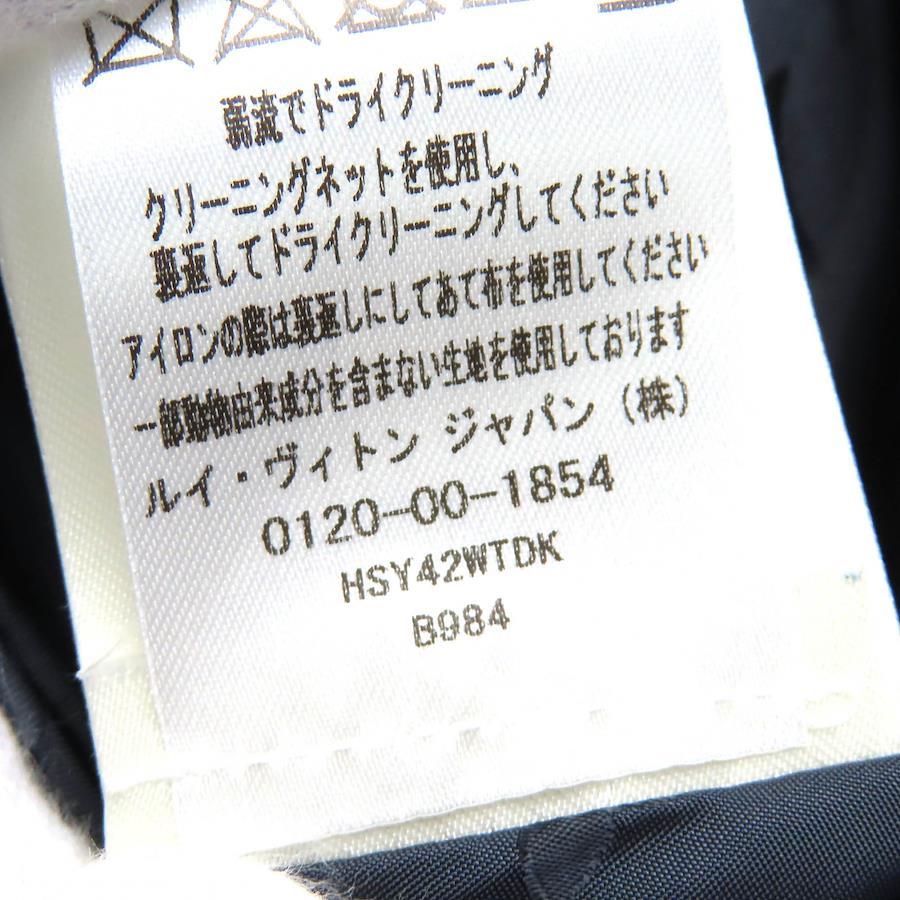 弱流でドライクリーニング
クリーニングネットを使用し、
裏返してドライクリーニングしてください
アイロンの際は裏返しにしてあて布を使用してください
一部動物由来成分を含まない生地を使用しております
ルイ・ヴィトン ジャパン (株)
0120-00-1854
HSY42WTDK
B984